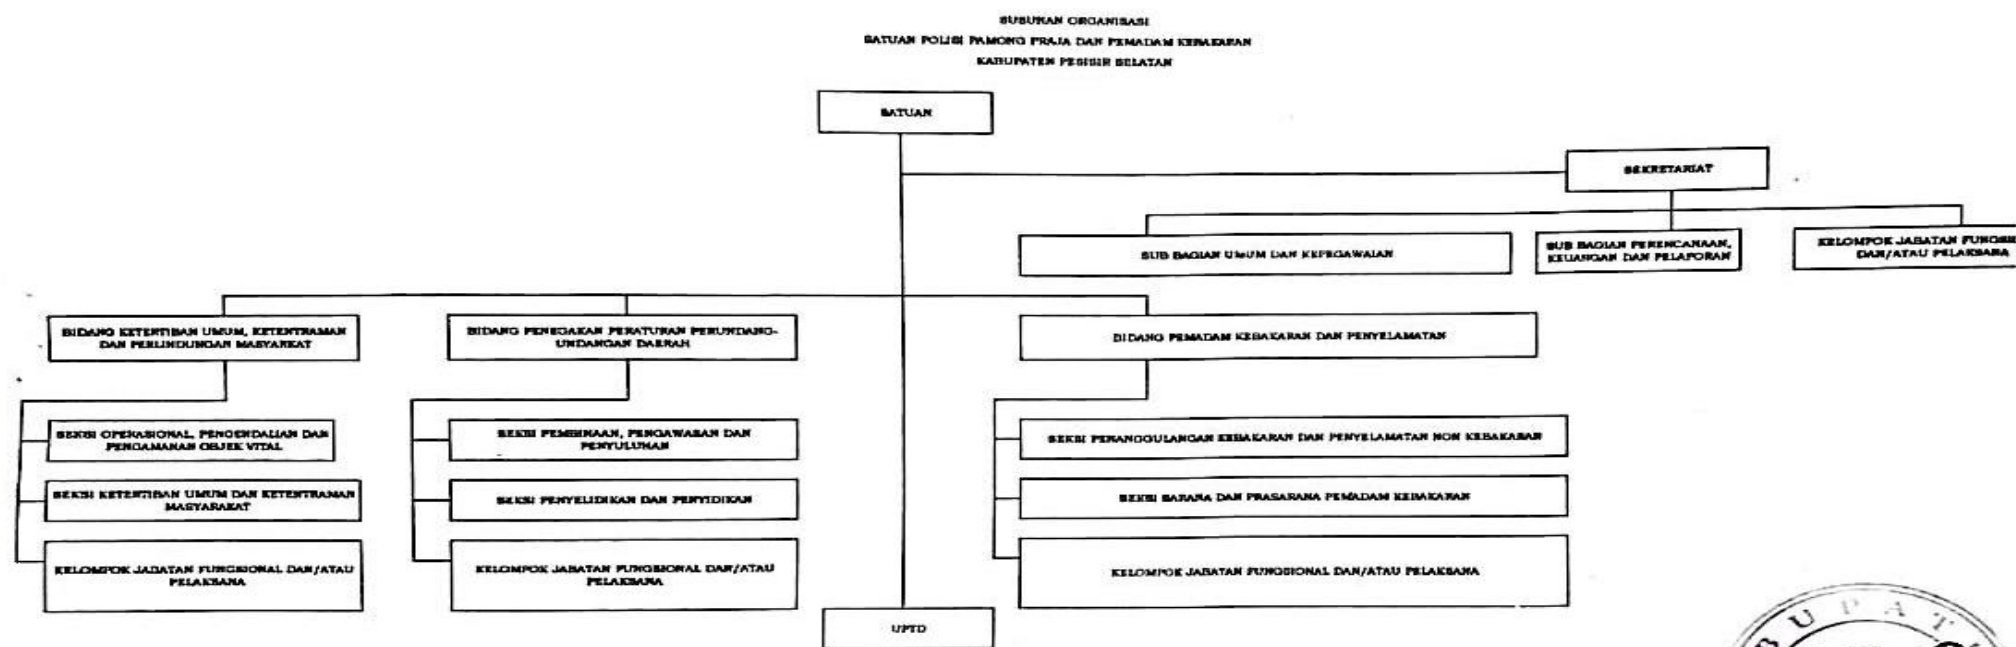 SUSUNAN ORGANISASI
SATUAN POLISI PAMONG PRAJA DAN PEMADAM KEBAKARAN
KABUPATEN PESISIR SELATAN
SATUAN
SEKRETARIAT
SUB BAGIAN UMUM DAN KEPEGAWAIAN
SUB BAGIAN PERENCANAAN,
KEUANGAN DAN PELAPORAN
KELOMPOK JABATAN
DAN/ATAU PELAKSANA
BIDANG KETERTIBAN UMUM, KETENTRAMAN
DAN PERLINDUNGAN MASYARKAT
BIDANG PENEGAKAN PERATURAN PERUNDANG-
UNDANGAN DAERAH
BIDANG PEMADAM KEBAKARAN DAN PENYELAMATAN
SEKSI OPERASIONAL, PENGENDALIAN DAN
PENGAMANAN OBJEK VITAL
SEKSI PEMBINAAN, PENGAWASAN DAN
PENYULUHAN
SEKSI PENANGGULANGAN KEBAKARAN DAN PENYELAMATAN NON KEBAKARAN
SEKSI KETERTIBAN UMUM DAN KETENTRAMAN
MASYARAKAT
SEKSI PENYELIDIKAN DAN PENYIDIKAN
SEKSI SARANA DAN PRASARANA PEMADAM KEBAKARAN
KELOMPOK JABATAN FUNGSIONAL DAN/ATAU
PELAKSANA
KELOMPOK JABATAN FUNGSIONAL DAN/ATAU
PELAKSANA
KELOMPOK JABATAN FUNGSIONAL DAN/ATAU PELAKSANA
UPTD
BUPATI